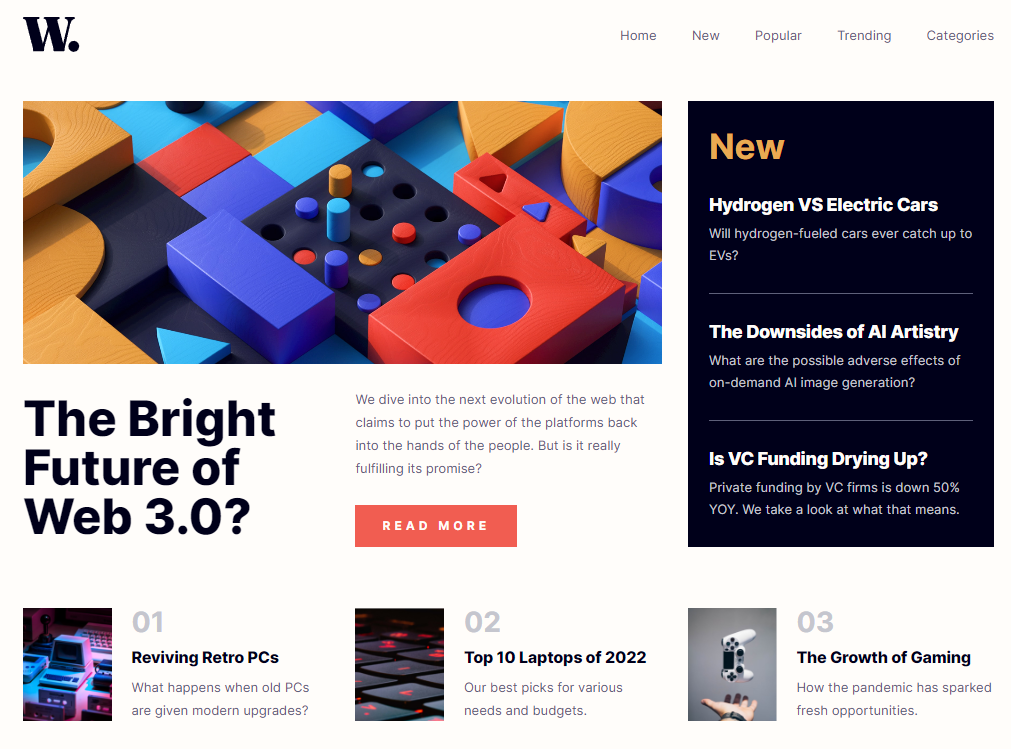 W.
Home New Popular Trending Categories
The Bright
Future of
Web 3.0?
We dive into the next evolution of the web that
claims to put the power of the platforms back
into the hands of the people. But is it really
fulfilling its promise?
READ MORE
New
Hydrogen VS Electric Cars
Will hydrogen-fueled cars ever catch up to
EVs?
The Downsides of AI Artistry
What are the possible adverse effects of
on-demand AI image generation?
Is VC Funding Drying Up?
Private funding by VC firms is down 50%
YOY. We take a look at what that means.
01
Reviving Retro PCs
What happens when old PCs
are given modern upgrades?
02
Top 10 Laptops of 2022
Our best picks for various
needs and budgets.
03
The Growth of Gaming
How the pandemic has sparked
fresh opportunities.